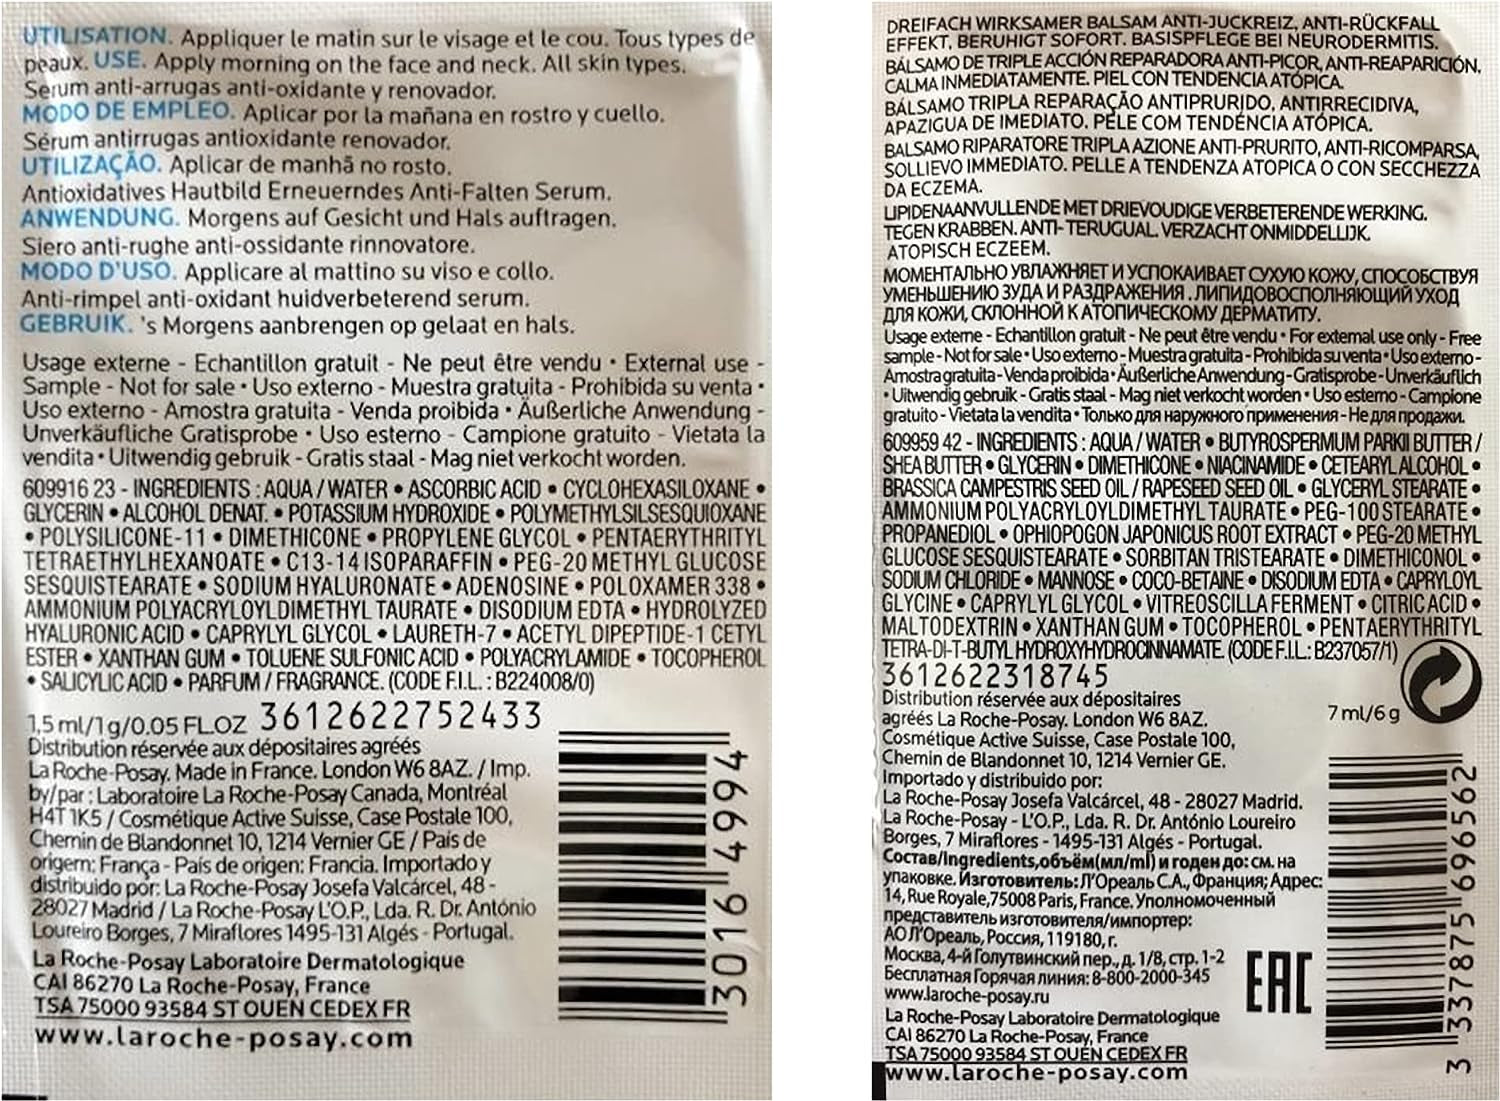 UTILISATION. Appliquer le matin sur le visage et le cou. Tous types de
peaux. USE. Apply morning on the face and neck. All skin types.
Serum anti-arrugas anti-oxidante y renovador.
MODO DE EMPLEO. Aplicar por la mañana en rostro y cuello.
Sérum antirrugas antioxidante renovador.
UTILIZAÇÃO. Aplicar de manhã no rosto.
Antioxidatives Hautbild Erneuerndes Anti-Falten Serum.
ANWENDUNG. Morgens auf Gesicht und Hals auftragen.
Siero anti-rughe anti-ossidante rinnovatore.
MODO D'USO. Applicare al mattino su viso e collo.
Anti-rimpel anti-oxidant huidverbeterend serum.
GEBRUIK. 's Morgens aanbrengen op gelaat en hals.
Usage externe - Echantillon gratuit - Ne peut être vendu • External use -
Sample - Not for sale • Uso externo - Muestra gratuita - Prohibida su venta •
Uso externo - Amostra gratuita - Venda proibida • Äußerliche Anwendung -
Unverkäufliche Gratisprobe • Uso esterno - Campione gratuito - Vietata la
vendita • Uitwendig gebruik - Gratis staal - Mag niet verkocht worden.
609916 23 - INGREDIENTS : AQUA / WATER • ASCORBIC ACID • CYCLOHEXASILOXANE •
GLYCERIN • ALCOHOL DENAT. • POTASSIUM HYDROXIDE • POLYMETHYLSILSESQUIOXANE
• POLYSILICONE-11 • DIMETHICONE • PROPYLENE GLYCOL • PENTAERYTHRITYL
TETRAETHYLHEXANOATE • C13-14 ISOPARAFFIN • PEG-20 METHYL GLUCOSE
SESQUISTEARATE • SODIUM HYALURONATE • ADENOSINE • POLOXAMER 338 •
AMMONIUM POLYACRYLOYLDIMETHYL TAURATE • DISODIUM EDTA • HYDROLYZED
HYALURONIC ACID • CAPRYLYL GLYCOL • LAURETH-7 • ACETYL DIPEPTIDE-1 CETYL
ESTER • XANTHAN GUM • TOLUENE SULFONIC ACID • POLYACRYLAMIDE • TOCOPHEROL
• SALICYLIC ACID • PARFUM / FRAGRANCE. (CODE F.I.L. : B224008/0)
1,5 ml/1g/0.05 FL.OZ 3612622752433
Distribution réservée aux dépositaires agréés
La Roche-Posay. Made in France. London W6 8AZ. / Imp.
by/par : Laboratoire La Roche-Posay Canada, Montréal
H4T 1K5 / Cosmétique Active Suisse, Case Postale 100,
Chemin de Blandonnet 10, 1214 Vernier GE / País de
origem: França - País de origen: Francia. Importado y
distribuido por: La Roche-Posay Josefa Valcárcel, 48 -
28027 Madrid / La Roche-Posay L'O.P., Lda. R. Dr. António
Loureiro Borges, 7 Miraflores 1495-131 Algés - Portugal.
La Roche-Posay Laboratoire Dermatologique
CAI 86270 La Roche-Posay, France
TSA 75000 93584 ST OUEN CEDEX FR
www.laroche-posay.com
30164994
DREIFACH WIRKSAMER BALSAM ANTI-JUCKREIZ, ANTI-RÜCKFALL
EFFEKT, BERUHIGT SOFORT. BASISPFLEGE BEI NEURODERMITIS.
BÁLSAMO DE TRIPLE ACCIÓN REPARADORA ANTI-PICOR, ANTI-REAPARICIÓN.
CALMA INMEDIATAMENTE. PIEL CON TENDENCIA ATÓPICA.
BÁLSAMO TRIPLA REPARAÇÃO ANTIPRURIDO, ANTIRRECIDIVA,
APAZIGUA DE IMEDIATO. PELE COM TENDÊNCIA ATÓPICA.
BALSAMO RIPARATORE TRIPLA AZIONE ANTI-PRURITO, ANTI-RICOMPARSA,
SOLLIEVO IMMEDIATO. PELLE A TENDENZA ATOPICA O CON SECCHEZZA
DA ECZEMA.
LIPIDENAANVULLENDE MET DRIEVOUDIGE VERBETERENDE WERKING.
TEGEN KRABBEN. ANTI- TERUGUAL. VERZACHT ONMIDDELLIJK.
ATOPISCH ECZEEM.
МОМЕНТАЛЬНО УВЛАЖНЯЕТ И УСПОКАИВАЕТ СУХУЮ КОЖУ, СПОСОБСТВУЯ
УМЕНЬШЕНИЮ ЗУДА И РАЗДРАЖЕНИЯ . ЛИПИДОВОСПОЛНЯЮЩИЙ УХОД
ДЛЯ КОЖИ, СКЛОННОЙ К АТОПИЧЕСКОМУ ДЕРМАТИТУ.
Usage externe - Echantillon gratuit - Ne peut être vendu • For external use only - Free
sample - Not for sale • Uso externo - Muestra gratuita - Prohibida su venta • Uso externo -
Amostra gratuita - Venda proibida • Äußerliche Anwendung - Gratisprobe - Unverkäuflich
• Uitwendig gebruik - Gratis staal - Mag niet verkocht worden • Uso esterno - Campione
gratuito - Vietata la vendita • Только для наружного применения - Не для продажи.
609959 42 - INGREDIENTS : AQUA / WATER • BUTYROSPERMUM PARKII BUTTER /
SHEA BUTTER • GLYCERIN • DIMETHICONE • NIACINAMIDE • CETEARYL ALCOHOL •
BRASSICA CAMPESTRIS SEED OIL / RAPESEED SEED OIL • GLYCERYL STEARATE •
AMMONIUM POLYACRYLOYLDIMETHYL TAURATE • PEG-100 STEARATE •
PROPANEDIOL • OPHIOPOGON JAPONICUS ROOT EXTRACT • PEG-20 METHYL
GLUCOSE SESQUISTEARATE • SORBITAN TRISTEARATE • DIMETHICONOL •
SODIUM CHLORIDE • MANNOSE • COCO-BETAINE • DISODIUM EDTA • CAPRYLOYL
GLYCINE • CAPRYLYL GLYCOL • VITREOSCILLA FERMENT • CITRIC ACID •
MALTODEXTRIN • XANTHAN GUM • TOCOPHEROL • PENTAERYTHRITYL
TETRA-DI-T-BUTYL HYDROXYHYDROCINNAMATE. (CODE F.I.L.: B237057/1)
3612622318745
Distribution réservée aux dépositaires
agréés La Roche-Posay. London W6 8AZ.
Cosmétique Active Suisse, Case Postale 100,
Chemin de Blandonnet 10, 1214 Vernier GE.
Importado y distribuido por:
La Roche-Posay Josefa Valcárcel, 48 - 28027 Madrid.
La Roche-Posay - L'O.P., Lda. R. Dr. António Loureiro
Borges, 7 Miraflores - 1495-131 Algés - Portugal.
Состав/Ingredients,объём(мл/ml) и годен до: см. на
упаковке. Изготовитель: Л'Ореаль С.А., Франция; Адрес:
14, Rue Royale,75008 Paris, France. Уполномоченный
представитель изготовителя/импортер:
АО Л'Ореаль, Россия, 119180, г.
Москва, 4-й Голутвинский пер., д. 1/8, стр. 1-2
Бесплатная Горячая линия: 8-800-2000-345
www.laroche-posay.ru
La Roche-Posay Laboratoire Dermatologique
CAI 86270 La Roche-Posay, France
TSA 75000 93584 ST OUEN CEDEX FR
www.laroche-posay.com
7 ml/6 g
EAC
3 337875 696562